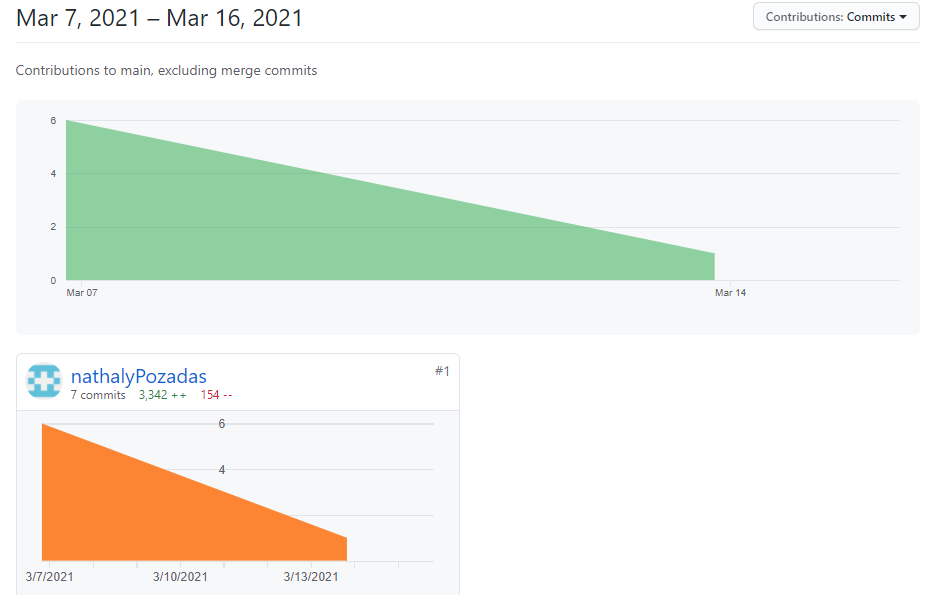 Mar 7, 2021 – Mar 16, 2021
Contributions: Commits
Contributions to main, excluding merge commits
6
4
2
0
Mar 07
Mar 14
nathalyPozadas
#1
7 commits 3,342 ++ 154 --
6
4
3/7/2021 3/10/2021 3/13/2021